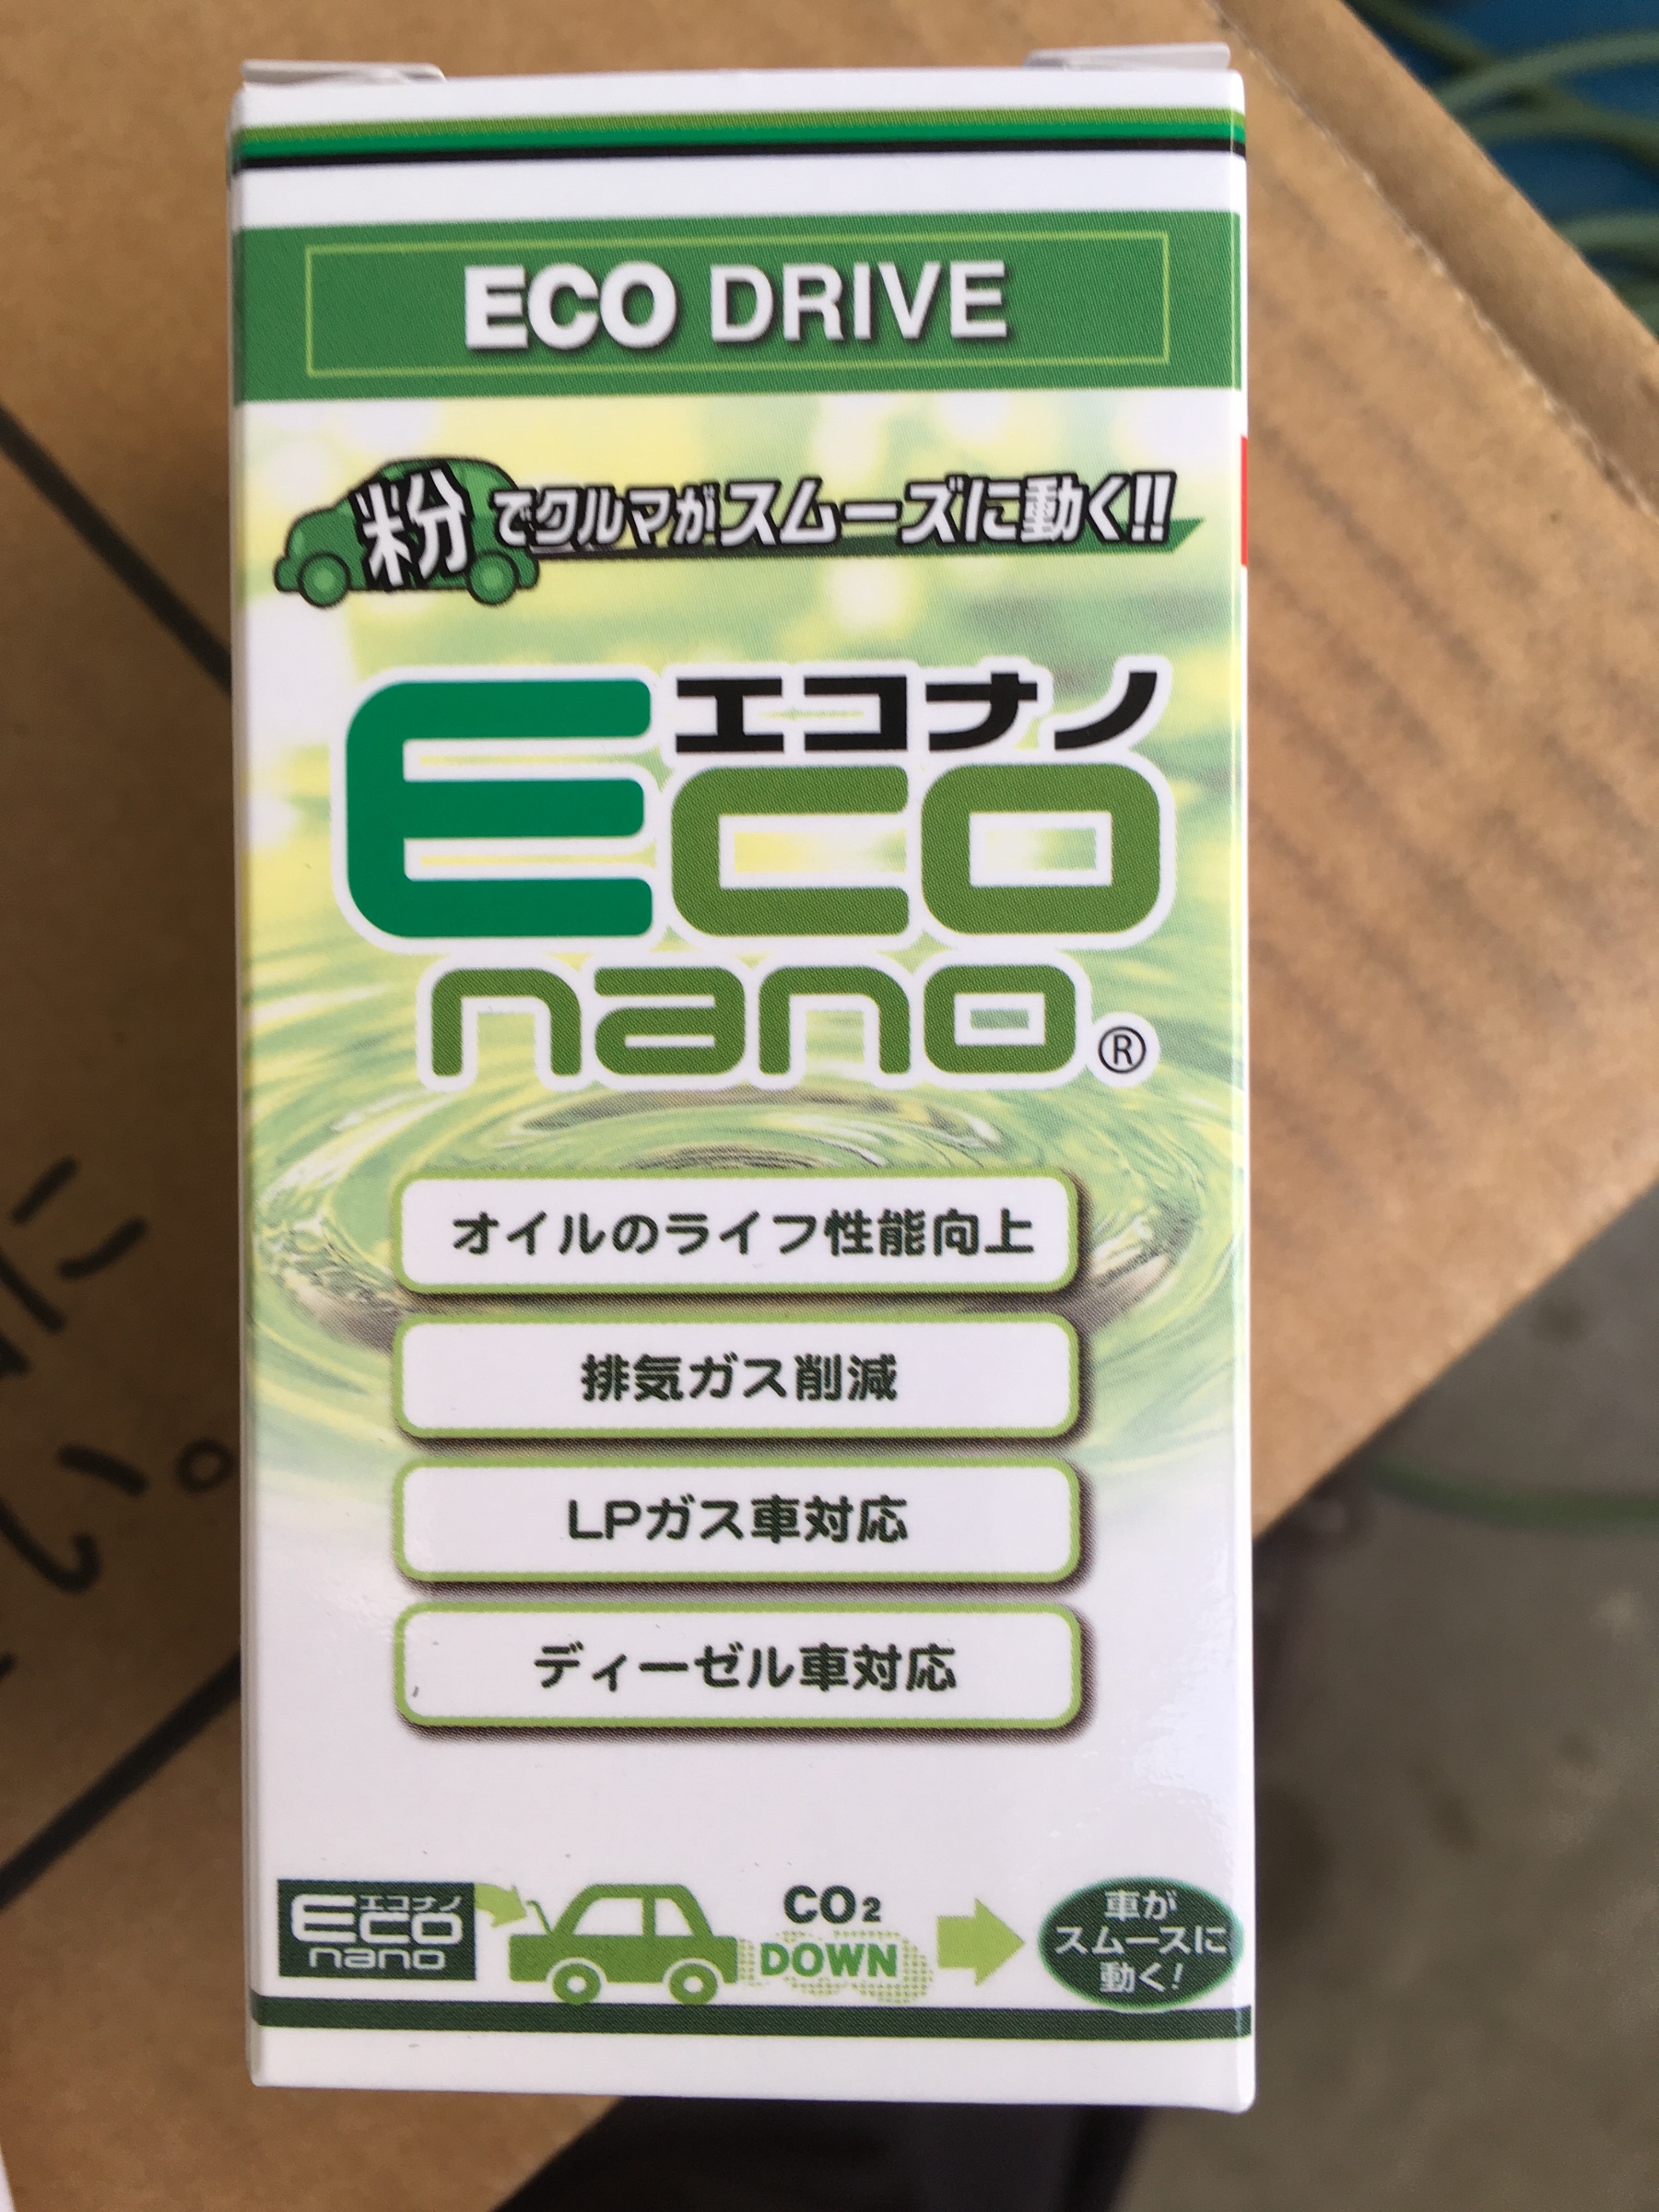 ECO DRIVE
粉でクルマがスムーズに動く!!
エコナノ
Eco
nano®
オイルのライフ性能向上
排気ガス削減
LPガス車対応
ディーゼル車対応
エコナノ
Eco
nano
CO2
DOWN
車が
スムースに
動く!
に
い。